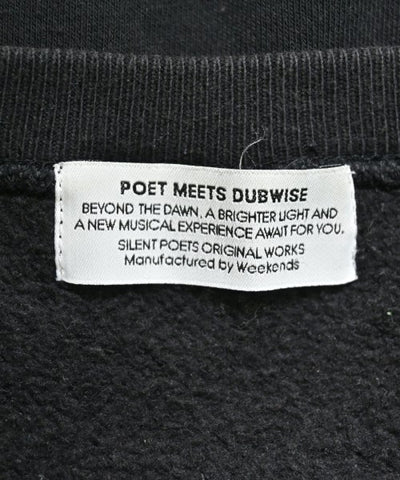 POET MEETS DUBWISE
BEYOND THE DAWN, A BRIGHTER LIGHT AND
A NEW MUSICAL EXPERIENCE AWAIT FOR YOU.
SILENT POETS ORIGINAL WORKS
Manufactured by Weekends